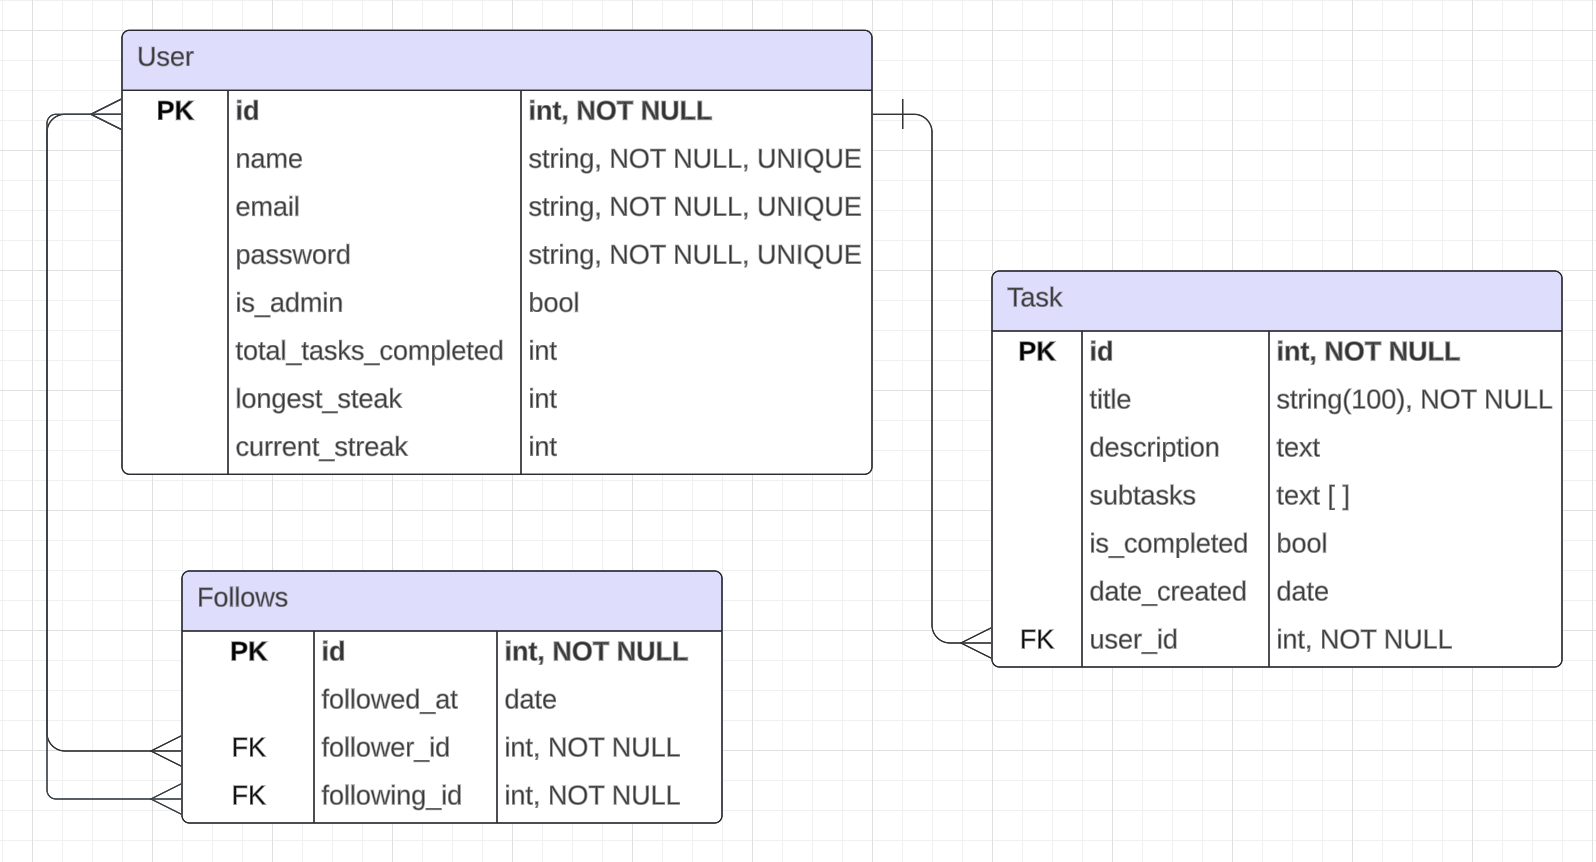 User
PK id int, NOT NULL
name string, NOT NULL, UNIQUE
email string, NOT NULL, UNIQUE
password string, NOT NULL, UNIQUE
is_admin bool
total_tasks_completed int
longest_steak int
current_streak int
Task
PK id int, NOT NULL
title string(100), NOT NULL
description text
subtasks text [ ]
is_completed bool
date_created date
FK user_id int, NOT NULL
Follows
PK id int, NOT NULL
followed_at date
FK follower_id int, NOT NULL
FK following_id int, NOT NULL